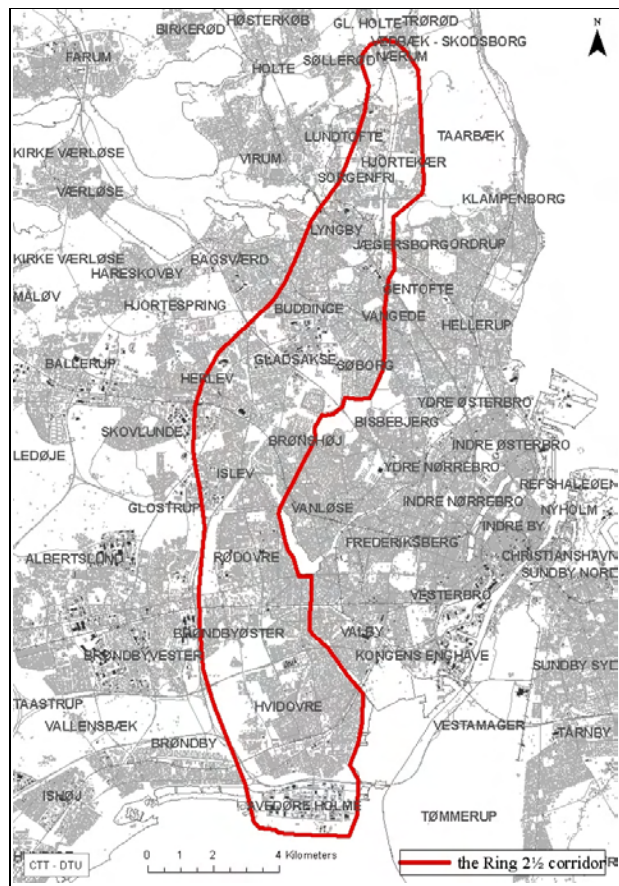 GL. HOLTE
TRØRØD
HØSTERKØB
BIRKERØD
VEDBÆK - SKODSBORG
N
FARUM
SØLLERØD
NÆRUM
HOLTE
LUNDTOFTE
TAARBÆK
KIRKE VÆRLØSE
VIRUM
HJORTEKÆR
SORGENFRI
VÆRLØSE
KLAMPENBORG
LYNGBY
JÆGERSBORG
ORDRUP
KIRKE VÆRLØSE
BAGSVÆRD
HARESKOVBY
GENTOFTE
MÅLØV
HJORTESPRING
BUDDINGE
VANGEDE
HELLERUP
GLADSAKSE
BALLERUP
SØBORG
HERLEV
YDRE ØSTERBRO
SKOVLUNDE
BISBEBJERG
BRØNSHØJ
INDRE ØSTERBRO
LEDØJE
ISLEV
YDRE NØRREBRO
REFSHALEØEN
INDRE NØRREBRO
GLOSTRUP
VANLØSE
NYHOLM
INDRE BY
FREDERIKSBERG
ALBERTSLUND
RØDOVRE
CHRISTIANSHAVN
SUNDBY NORD
VESTERBRO
BRØNDBYØSTER
VALBY
BRØNDBYVESTER
KONGENS ENGHAVE
SUNDBY SYD
TAASTRUP
HVIDOVRE
VALLENSBÆK
VESTAMAGER
TÅRNBY
BRØNDBY
ISHØJ
AVEDØRE HOLME
TØMMERUP
CTT - DTU
0 2 4 Kilometers
the Ring 2½ corridor